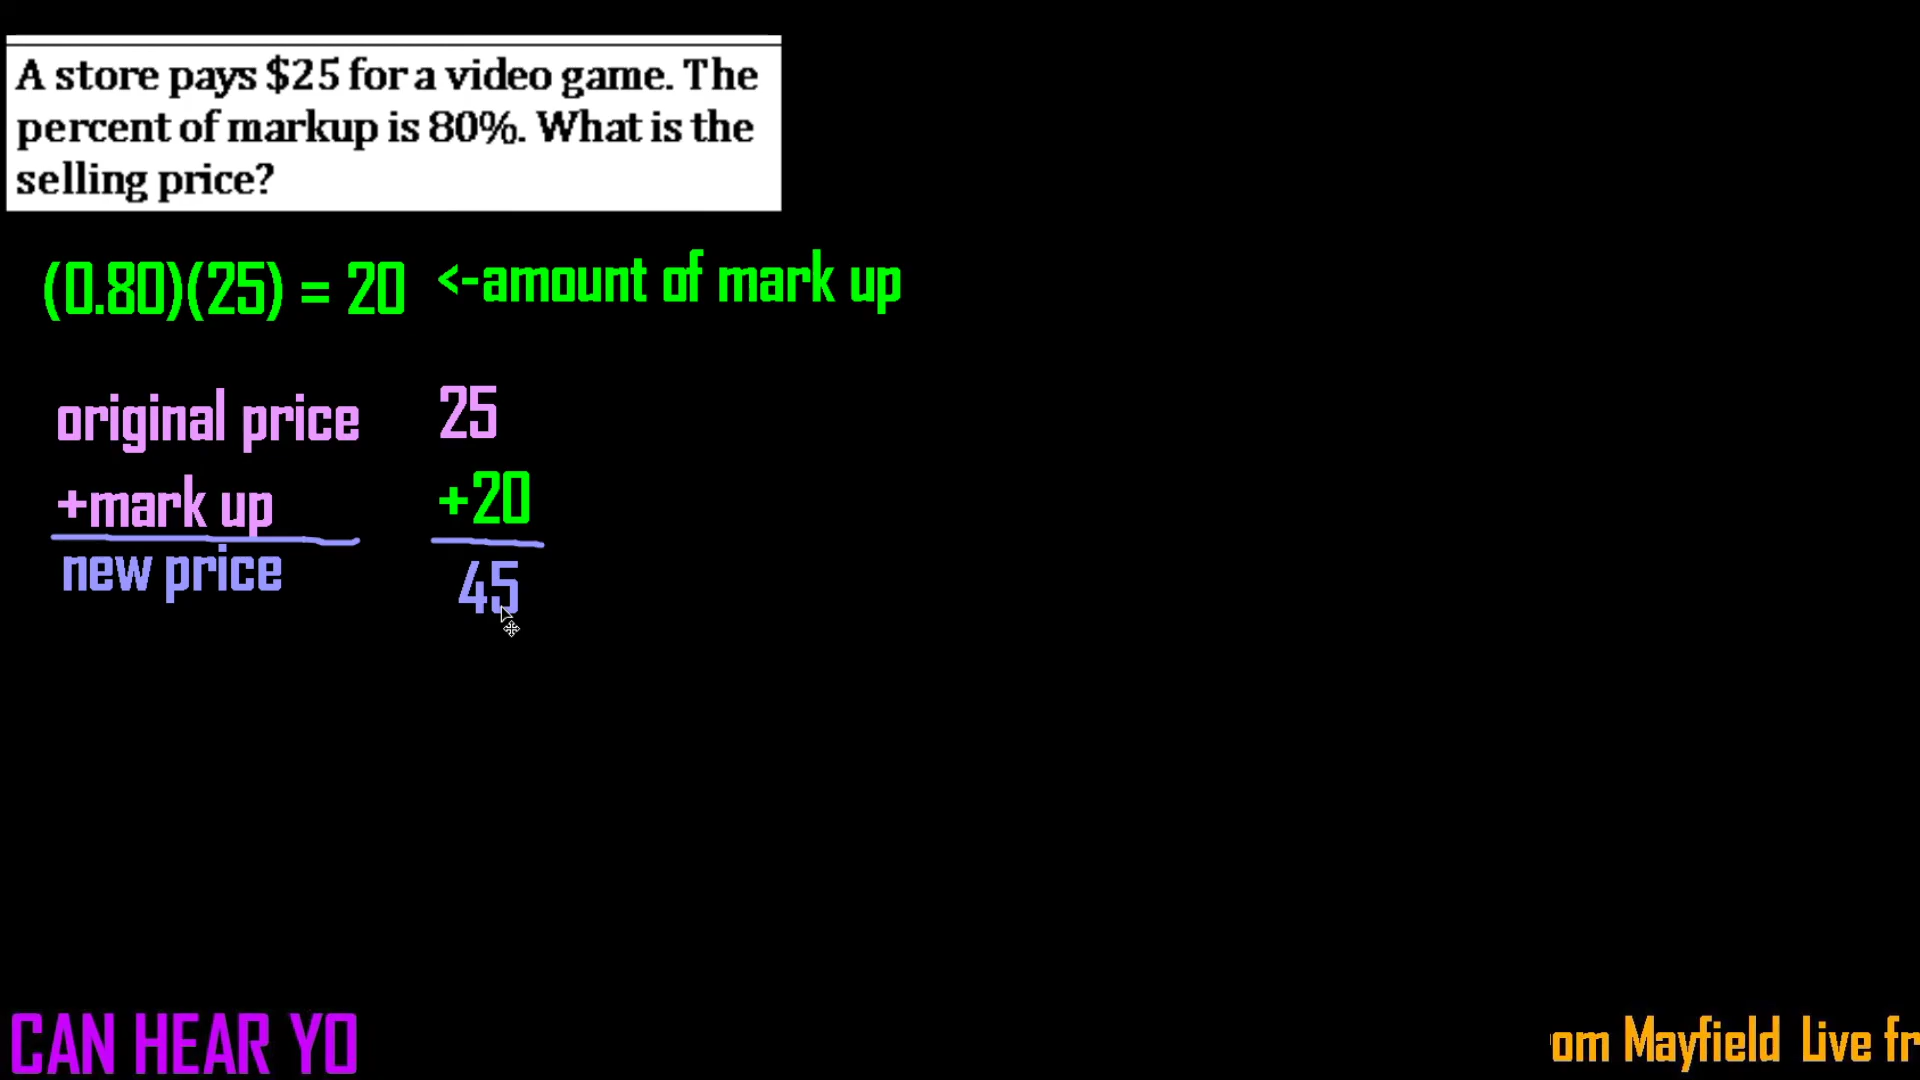 A store pays $25 for a video game. The
percent of markup is 80%. What is the
selling price?
(0.80)(25) = 20 <-amount of mark up
original price 25
+mark up +20
new price 45
CAN HEAR YO
om Mayfield Live fr